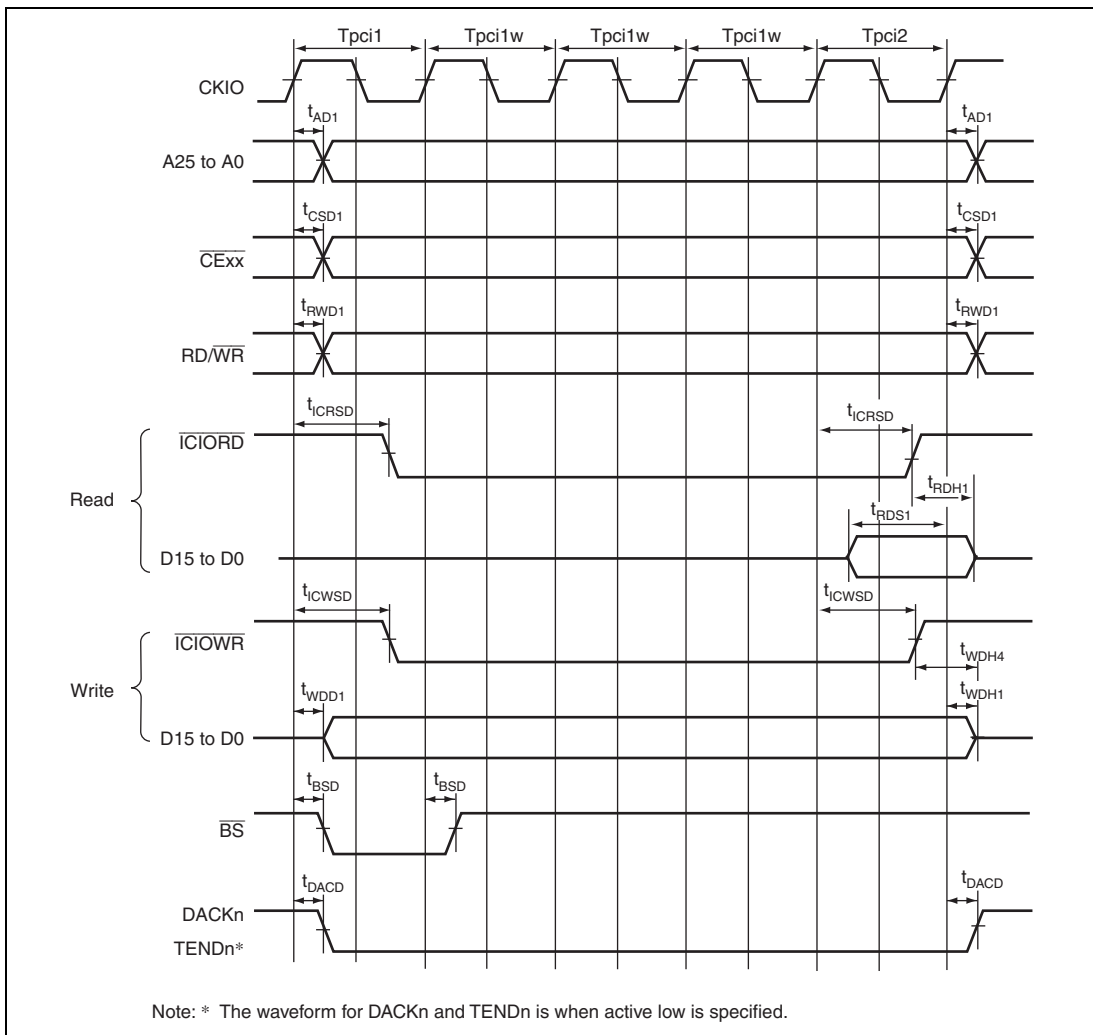 Tpci1 Tpci1w Tpci1w Tpci1w Tpci2
CKIO
tAD1 tAD1
A25 to A0
tCSD1 tCSD1
CExx
tRWD1 tRWD1
RD/WR
tICRSD tICRSD
ICIORD
tRDH1
Read
tRDS1
D15 to D0
tICWSD tICWSD
ICIOWR
tWDH4
Write
tWDD1 tWDH1
D15 to D0
tBSD tBSD
BS
tDACD tDACD
DACKn
TENDn*
Note: * The waveform for DACKn and TENDn is when active low is specified.